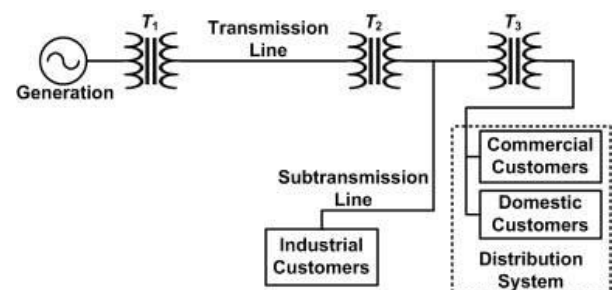 T1
Transmission
Line
T2
T3
Generation
Subtransmission
Line
Industrial
Customers
Commercial
Customers
Domestic
Customers
Distribution
System